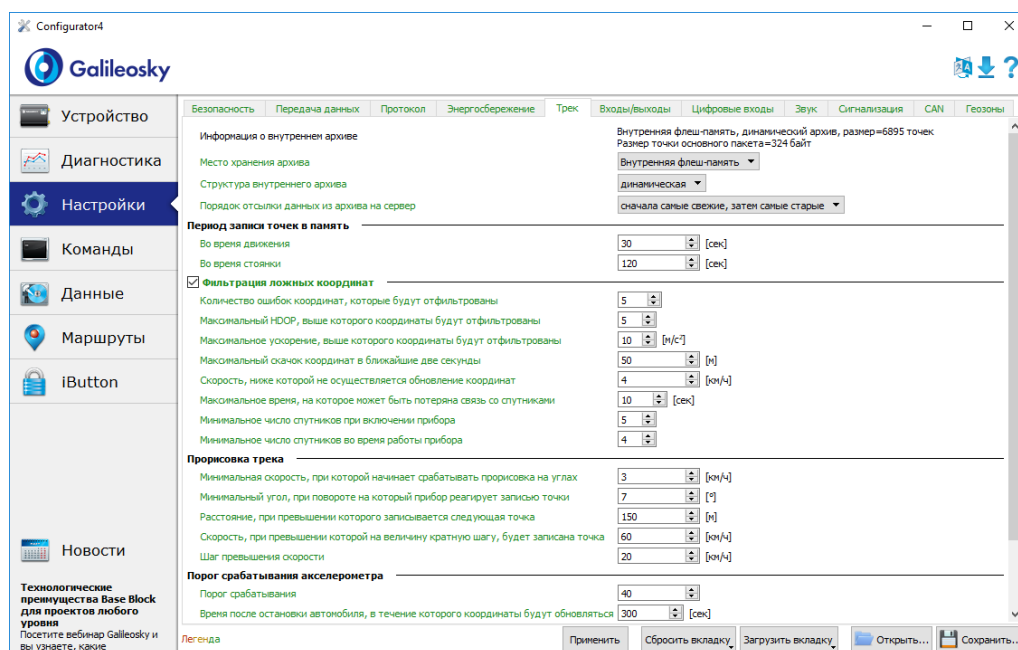 Configurator4
Galileosky
Устройство
Диагностика
Настройки
Команды
Данные
Маршруты
iButton
Новости
Технологические
преимущества Base Block
для проектов любого
уровня
Посетите вебинар Galileosky и
вы узнаете, какие
Безопасность Передача данных Протокол Энергосбережение Трек Входы/выходы Цифровые входы Звук Сигнализация CAN Геозоны
Информация о внутреннем архиве
Внутренняя флеш-память, динамический архив, размер=6895 точек
Размер точки основного пакета=324 байт
Место хранения архива Внутренняя флеш-память
Структура внутреннего архива динамическая
Порядок отсылки данных из архива на сервер сначала самые свежие, затем самые старые
Период записи точек в память
Во время движения 30 [сек]
Во время стоянки 120 [сек]
Фильтрация ложных координат
Количество ошибок координат, которые будут отфильтрованы 5
Максимальный HDOP, выше которого координаты будут отфильтрованы 5
Максимальное ускорение, выше которого координаты будут отфильтрованы 10 [м/с²]
Максимальный скачок координат в ближайшие две секунды 50 [м]
Скорость, ниже которой не осуществляется обновление координат 4 [км/ч]
Максимальное время, на которое может быть потеряна связь со спутниками 10 [сек]
Минимальное число спутников при включении прибора 5
Минимальное число спутников во время работы прибора 4
Прорисовка трека
Минимальная скорость, при которой начинает срабатывать прорисовка на углах 3 [км/ч]
Минимальный угол, при повороте на который прибор реагирует записью точки 7 [°]
Расстояние, при превышении которого записывается следующая точка 150 [м]
Скорость, при превышении которой на величину кратную шагу, будет записана точка 60 [км/ч]
Шаг превышения скорости 20 [км/ч]
Порог срабатывания акселерометра
Порог срабатывания 40
Время после остановки автомобиля, в течение которого координаты будут обновляться 300 [сек]
Легенда Применить Сбросить вкладку Загрузить вкладку Открыть... Сохранить...